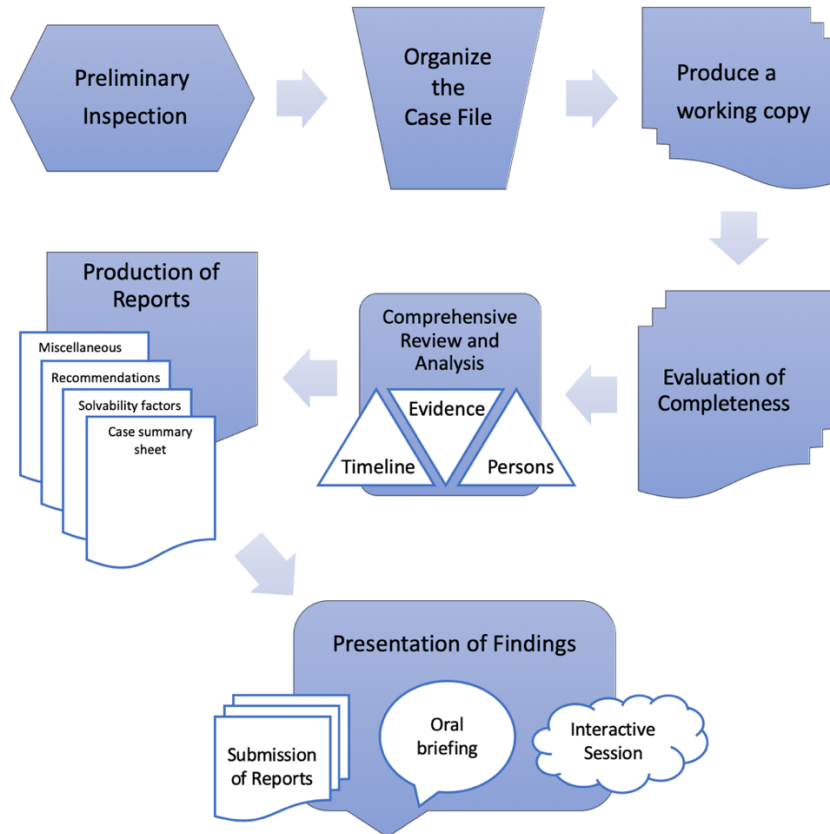 Preliminary
Inspection
Organize
the
Case File
Produce a
working copy
Evaluation of
Completeness
Comprehensive
Review and
Analysis
Evidence
Timeline
Persons
Production of
Reports
Miscellaneous
Recommendations
Solvability factors
Case summary
sheet
Presentation of Findings
Submission
of Reports
Oral
briefing
Interactive
Session